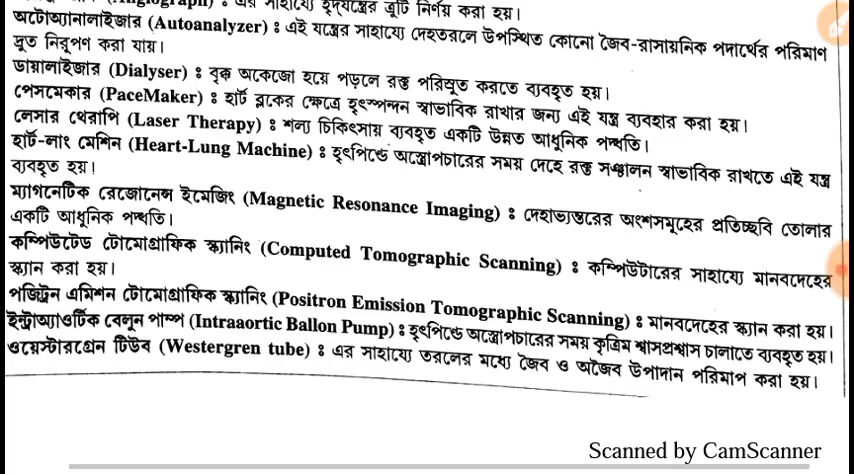 (Angiograph) : এর সাহায্যে হৃদ্‌যন্ত্রের ত্রুটি নির্ণয় করা হয়।
অটোঅ্যানালাইজার (Autoanalyzer) : এই যন্ত্রের সাহায্যে দেহতরলে উপস্থিত কোনো জৈব-রাসায়নিক পদার্থের পরিমাণ
দ্রুত নিরূপণ করা যায়।
ডায়ালাইজার (Dialyser) : বৃক্ক অকেজো হয়ে পড়লে রক্ত পরিস্রুত করতে ব্যবহৃত হয়।
পেসমেকার (PaceMaker) : হার্ট ব্লকের ক্ষেত্রে হৃৎস্পন্দন স্বাভাবিক রাখার জন্য এই যন্ত্র ব্যবহার করা হয়।
লেসার থেরাপি (Laser Therapy) : শল্য চিকিৎসায় ব্যবহৃত একটি উন্নত আধুনিক পদ্ধতি।
হার্ট-লাং মেশিন (Heart-Lung Machine) : হৃৎপিণ্ডে অস্ত্রোপচারের সময় দেহে রক্ত সঞ্চালন স্বাভাবিক রাখতে এই যন্ত্র
ব্যবহৃত হয়।
ম্যাগনেটিক রেজোনেন্স ইমেজিং (Magnetic Resonance Imaging) : দেহাভ্যন্তরের অংশসমূহের প্রতিচ্ছবি তোলার
একটি আধুনিক পদ্ধতি।
কম্পিউটেড টোমোগ্রাফিক স্ক্যানিং (Computed Tomographic Scanning) : কম্পিউটারের সাহায্যে মানবদেহের
স্ক্যান করা হয়।
পজিট্রন এমিশন টোমোগ্রাফিক স্ক্যানিং (Positron Emission Tomographic Scanning) : মানবদেহের স্ক্যান করা হয়।
ইন্ট্রাঅ্যাওর্টিক বেলুন পাম্প (Intraaortic Ballon Pump) : হৃৎপিণ্ডে অস্ত্রোপচারের সময় কৃত্রিম শ্বাসপ্রশ্বাস চালাতে ব্যবহৃত হয়।
ওয়েস্টারগ্রেন টিউব (Westergren tube) : এর সাহায্যে তরলের মধ্যে জৈব ও অজৈব উপাদান পরিমাপ করা হয়।
Scanned by CamScanner